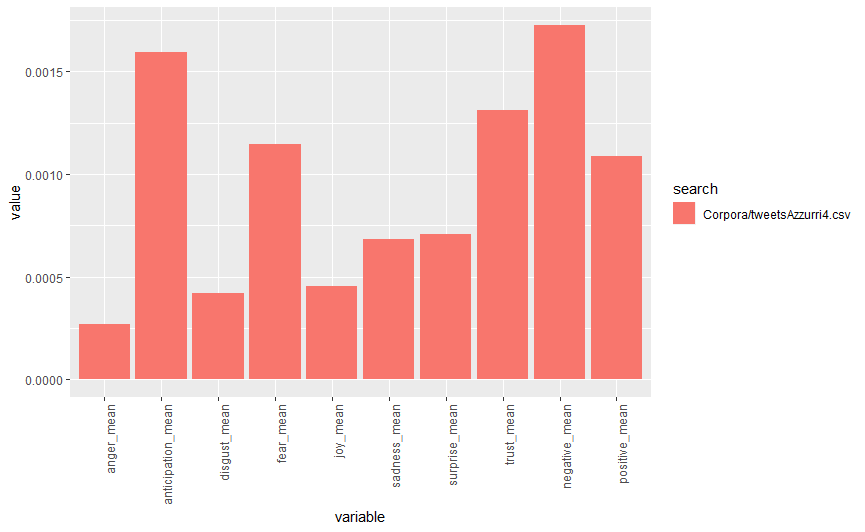 value
0.0015
0.0010
0.0005
0.0000
anger_mean
anticipation_mean
disgust_mean
fear_mean
joy_mean
sadness_mean
surprise_mean
trust_mean
negative_mean
positive_mean
variable
search
Corpora/tweetsAzzurri4.csv